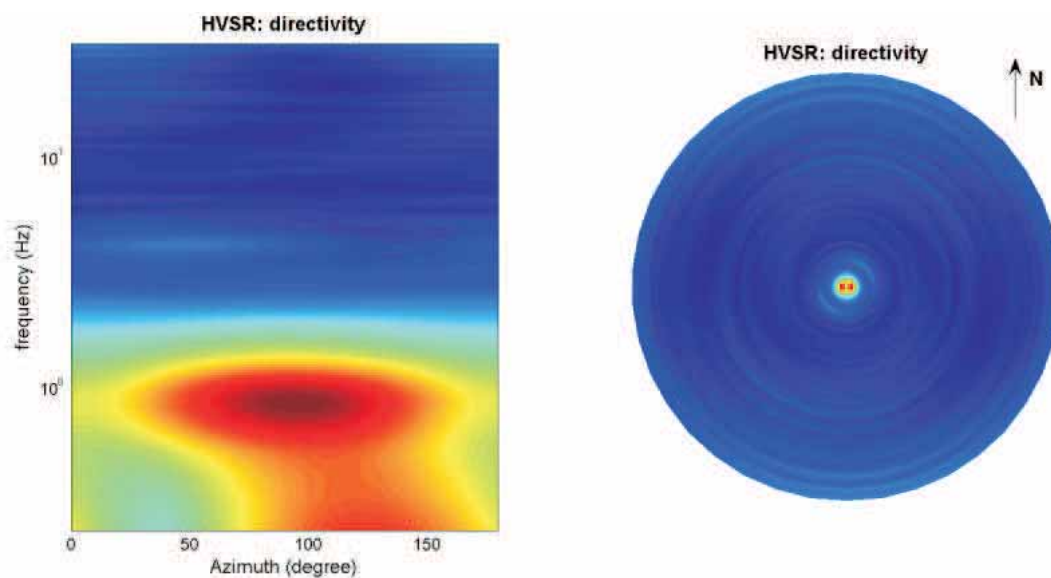 HVSR: directivity
10¹
10⁰
frequency (Hz)
0 50 100 150
Azimuth (degree)
HVSR: directivity
N